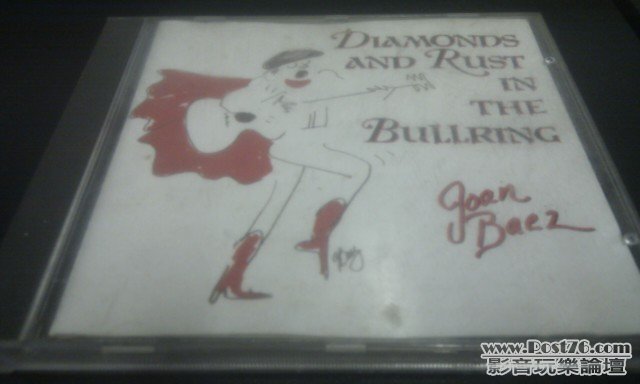 DIAMONDS
AND RUST
IN
THE
BULLRING
Joan
Baez
www.Post76.com
影音玩樂論壇